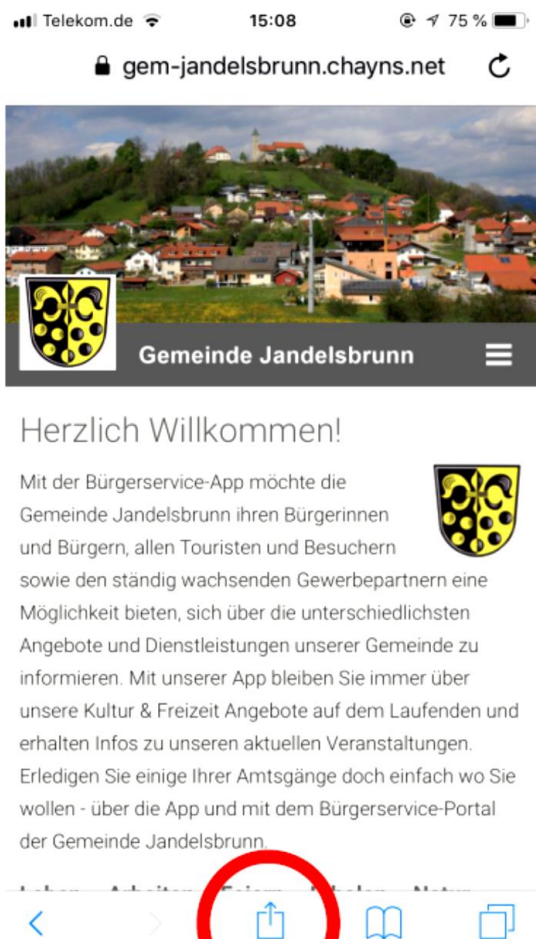 Telekom.de 15:08 75 %
gem-jandelsbrunn.chayns.net
Gemeinde Jandelsbrunn
Herzlich Willkommen!
Mit der Bürgerservice-App möchte die
Gemeinde Jandelsbrunn ihren Bürgerinnen
und Bürgern, allen Touristen und Besuchern
sowie den ständig wachsenden Gewerbepartnern eine
Möglichkeit bieten, sich über die unterschiedlichsten
Angebote und Dienstleistungen unserer Gemeinde zu
informieren. Mit unserer App bleiben Sie immer über
unsere Kultur & Freizeit Angebote auf dem Laufenden und
erhalten Infos zu unseren aktuellen Veranstaltungen.
Erledigen Sie einige Ihrer Amtsgänge doch einfach wo Sie
wollen - über die App und mit dem Bürgerservice-Portal
der Gemeinde Jandelsbrunn.